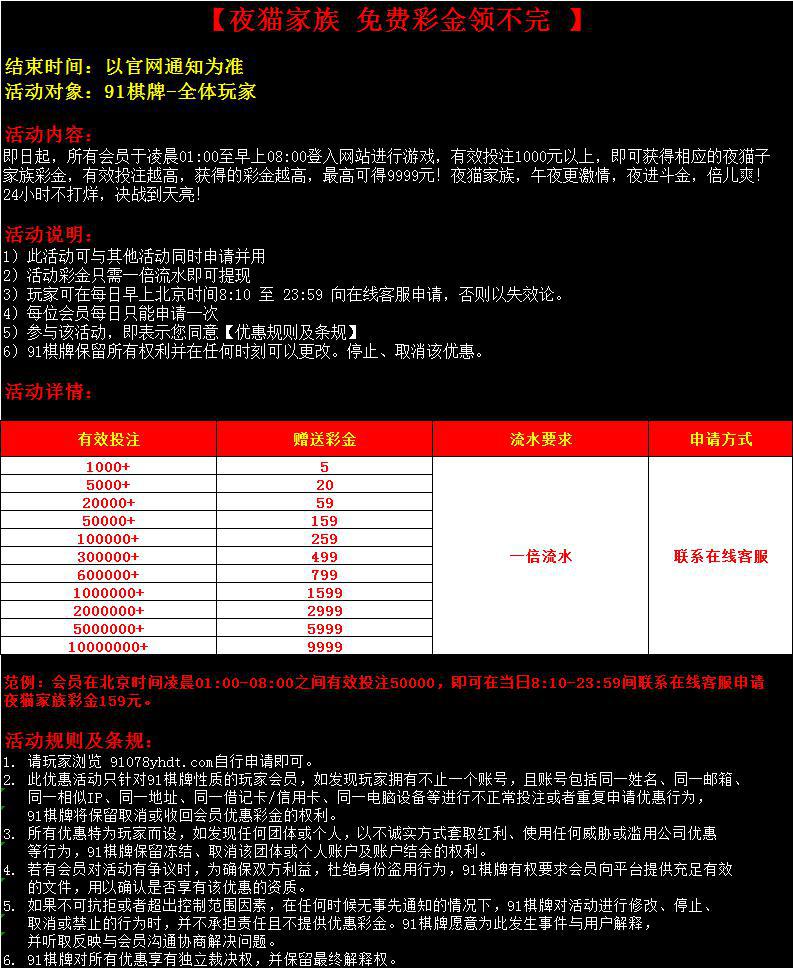 【夜猫家族 免费彩金领不完 】
结束时间：以官网通知为准
活动对象：91棋牌-全体玩家
活动内容：
即日起，所有会员于凌晨01:00至早上08:00登入网站进行游戏，有效投注1000元以上，即可获得相应的夜猫子
家族彩金，有效投注越高，获得的彩金越高，最高可得9999元！夜猫家族，午夜更激情，夜进斗金，倍儿爽！
24小时不打烊，决战到天亮！
活动说明：
1）此活动可与其他活动同时申请并用
2）活动彩金只需一倍流水即可提现
3）玩家可在每日早上北京时间8:10 至 23:59 向在线客服申请，否则以失效论。
4）每位会员每日只能申请一次
5）参与该活动，即表示您同意【优惠规则及条规】
6）91棋牌保留所有权利并在任何时刻可以更改。停止、取消该优惠。
活动详情：
有效投注 赠送彩金 流水要求 申请方式
1000+ 5
5000+ 20
20000+ 59
50000+ 159
100000+ 259
300000+ 499 一倍流水 联系在线客服
600000+ 799
1000000+ 1599
2000000+ 2999
5000000+ 5999
10000000+ 9999
范例：会员在北京时间凌晨01:00-08:00之间有效投注50000，即可在当日8:10-23:59间联系在线客服申请
夜猫家族彩金159元。
活动规则及条规：
1. 请玩家浏览 91078yhdt.com自行申请即可。
2. 此优惠活动只针对91棋牌性质的玩家会员，如发现玩家拥有不止一个账号，且账号包括同一姓名、同一邮箱、
同一相似IP、同一地址、同一借记卡/信用卡、同一电脑设备等进行不正常投注或者重复申请优惠行为，
91棋牌将保留取消或收回会员优惠彩金的权利。
3. 所有优惠特为玩家而设，如发现任何团体或个人，以不诚实方式套取红利、使用任何威胁或滥用公司优惠
等行为，91棋牌保留冻结、取消该团体或个人账户及账户结余的权利。
4. 若有会员对活动有争议时，为确保双方利益，杜绝身份盗用行为，91棋牌有权要求会员向平台提供充足有效
的文件，用以确认是否享有该优惠的资质。
5. 如果不可抗拒或者超出控制范围因素，在任何时候无事先通知的情况下，91棋牌对活动进行修改、停止、
取消或禁止的行为时，并不承担责任且不提供优惠彩金。91棋牌愿意为此发生事件与用户解释，
并听取反映与会员沟通协商解决问题。
6. 91棋牌对所有优惠享有独立裁决权，并保留最终解释权。